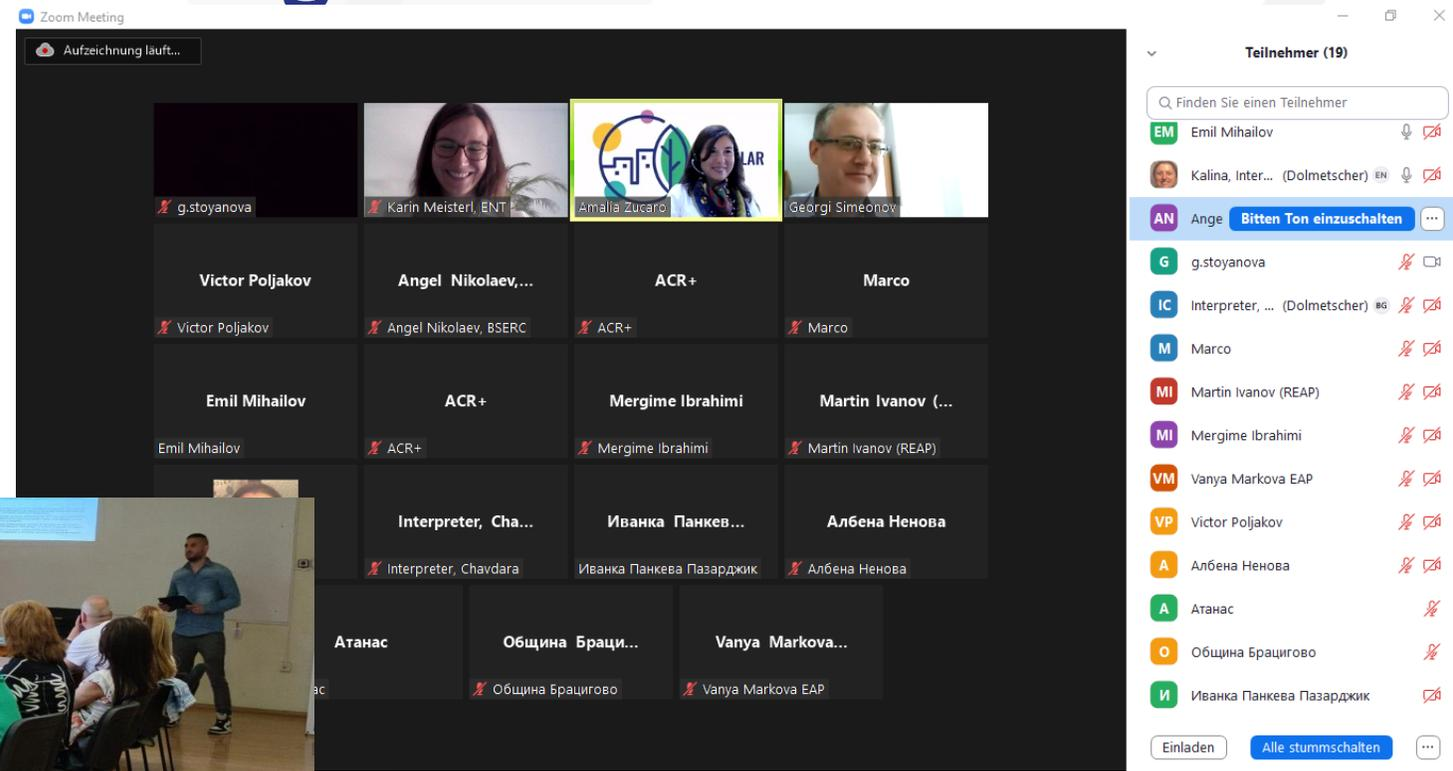 Zoom Meeting
Aufzeichnung läuft...
g.stoyanova
Karin Meisterl, ENT
LAR
Amalia Zucaro
Georgi Simeonov
Victor Poljakov
Angel Nikolaev,...
ACR+
Marco
Victor Poljakov
Angel Nikolaev, BSERC
ACR+
Marco
Emil Mihailov
ACR+
Mergime Ibrahimi
Martin Ivanov (...
Emil Mihailov
ACR+
Mergime Ibrahimi
Martin Ivanov (REAP)
Interpreter, Cha...
Иванка Панкев...
Албена Ненова
Interpreter, Chavdara
Иванка Панкева Пазарджик
Албена Ненова
Атанас
Община Браци...
Vanya Markova...
ас
Община Брацигово
Vanya Markova EAP
Teilnehmer (19)
Finden Sie einen Teilnehmer
EM Emil Mihailov
Kalina, Inter... (Dolmetscher) EN
AN Ange Bitten Ton einzuschalten ...
G g.stoyanova
IC Interpreter, ... (Dolmetscher) BG
M Marco
MI Martin Ivanov (REAP)
MI Mergime Ibrahimi
VM Vanya Markova EAP
VP Victor Poljakov
А Албена Ненова
А Атанас
О Община Брацигово
И Иванка Панкева Пазарджик
Einladen Alle stummschalten ...